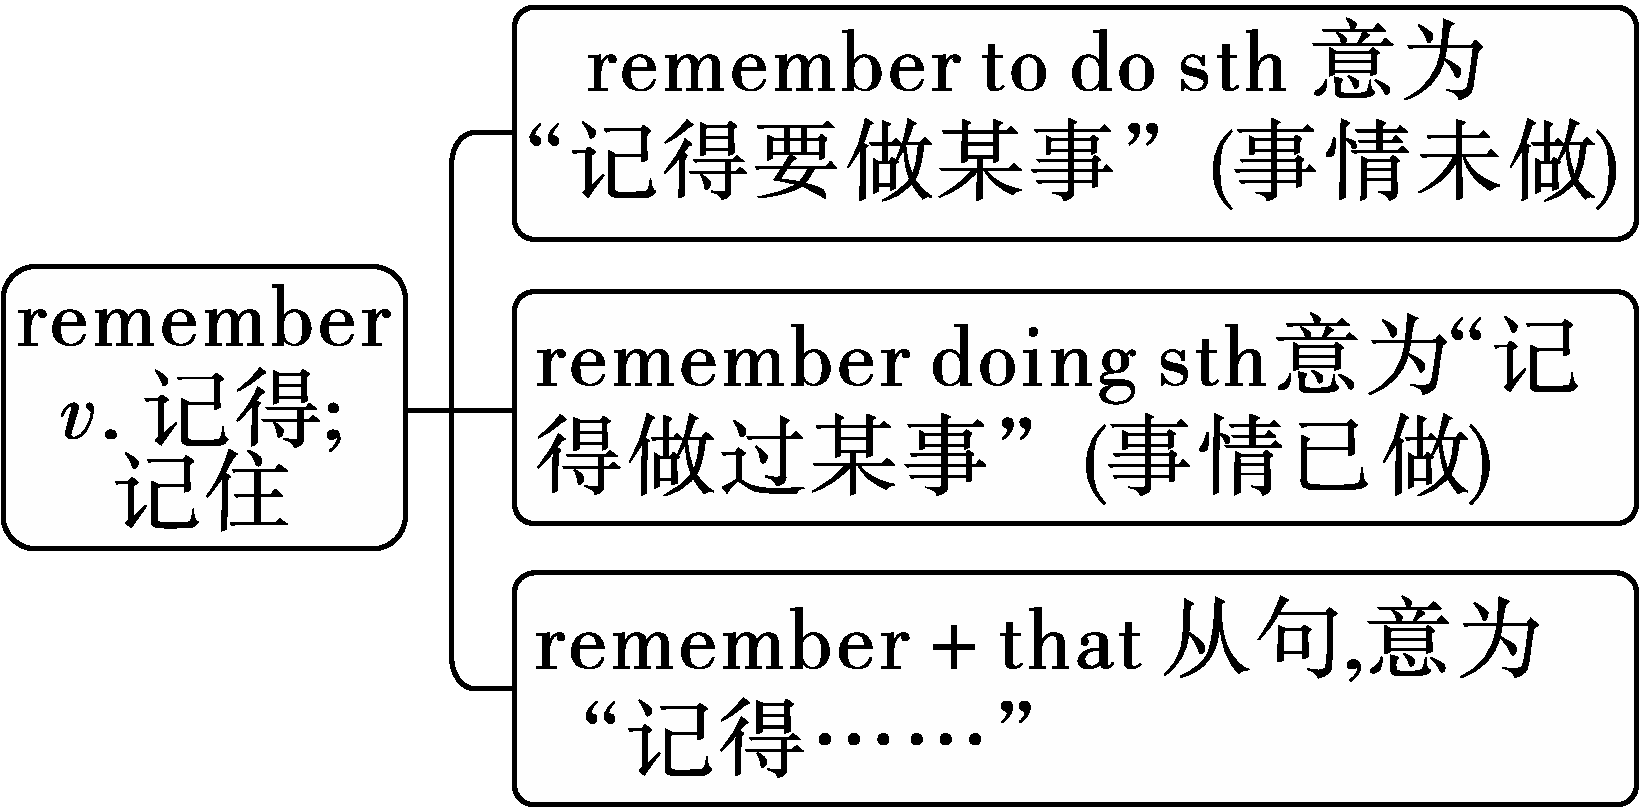 remember
v. 记得;
记住
remember to do sth 意为
“记得要做某事” (事情未做)
remember doing sth意为“记
得做过某事” (事情已做)
remember + that 从句,意为
“记得……”